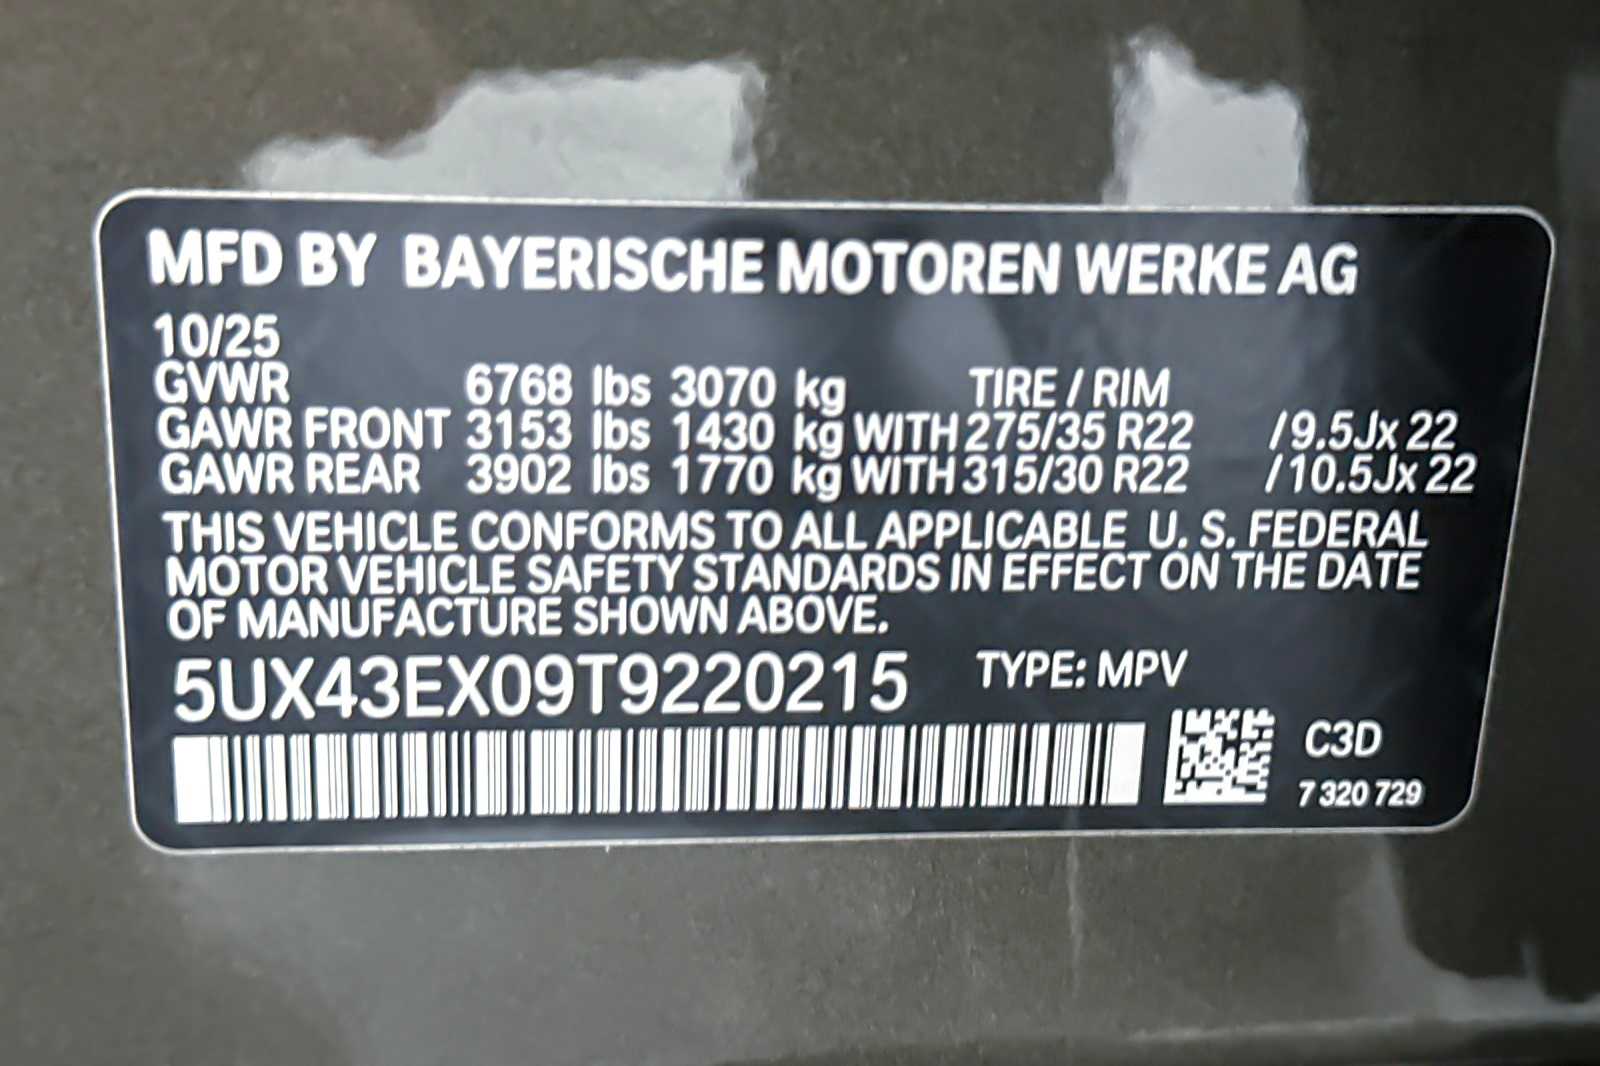 MFD BY BAYERISCHE MOTOREN WERKE AG
10/25
GVWR 6768 lbs 3070 kg TIRE / RIM
GAWR FRONT 3153 lbs 1430 kg WITH 275/35 R22 /9.5Jx 22
GAWR REAR 3902 lbs 1770 kg WITH 315/30 R22 /10.5Jx 22
THIS VEHICLE CONFORMS TO ALL APPLICABLE U. S. FEDERAL
MOTOR VEHICLE SAFETY STANDARDS IN EFFECT ON THE DATE
OF MANUFACTURE SHOWN ABOVE.
5UX43EX09T9220215 TYPE: MPV
C3D
7 320 729